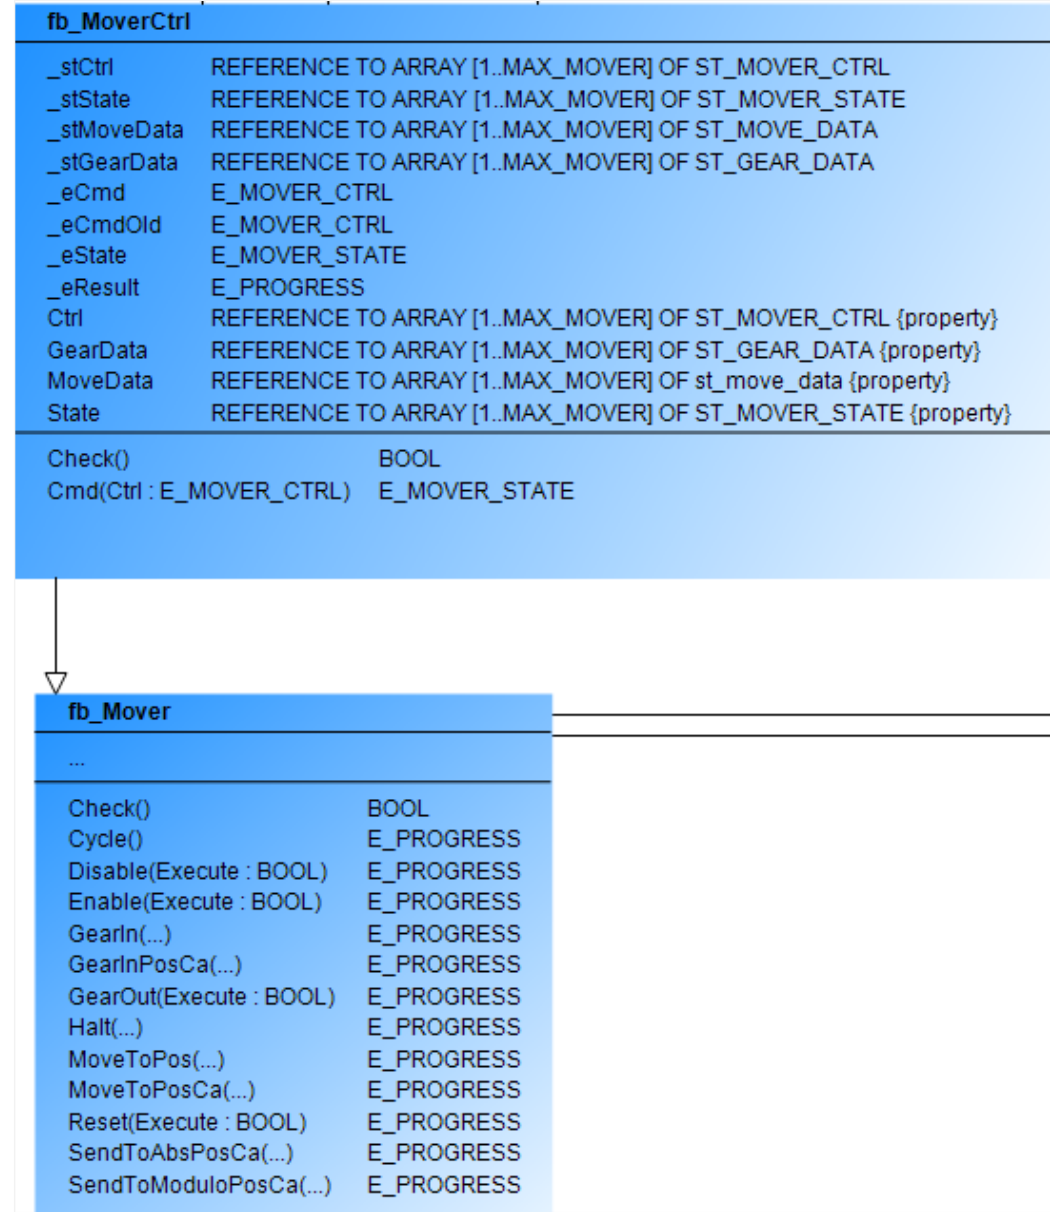 fb_MoverCtrl
_stCtrl REFERENCE TO ARRAY [1..MAX_MOVER] OF ST_MOVER_CTRL
_stState REFERENCE TO ARRAY [1..MAX_MOVER] OF ST_MOVER_STATE
_stMoveData REFERENCE TO ARRAY [1..MAX_MOVER] OF ST_MOVE_DATA
_stGearData REFERENCE TO ARRAY [1..MAX_MOVER] OF ST_GEAR_DATA
_eCmd E_MOVER_CTRL
_eCmdOld E_MOVER_CTRL
_eState E_MOVER_STATE
_eResult E_PROGRESS
Ctrl REFERENCE TO ARRAY [1..MAX_MOVER] OF ST_MOVER_CTRL {property}
GearData REFERENCE TO ARRAY [1..MAX_MOVER] OF ST_GEAR_DATA {property}
MoveData REFERENCE TO ARRAY [1..MAX_MOVER] OF st_move_data {property}
State REFERENCE TO ARRAY [1..MAX_MOVER] OF ST_MOVER_STATE {property}
Check() BOOL
Cmd(Ctrl : E_MOVER_CTRL) E_MOVER_STATE
fb_Mover
...
Check() BOOL
Cycle() E_PROGRESS
Disable(Execute : BOOL) E_PROGRESS
Enable(Execute : BOOL) E_PROGRESS
GearIn(...) E_PROGRESS
GearInPosCa(...) E_PROGRESS
GearOut(Execute : BOOL) E_PROGRESS
Halt(...) E_PROGRESS
MoveToPos(...) E_PROGRESS
MoveToPosCa(...) E_PROGRESS
Reset(Execute : BOOL) E_PROGRESS
SendToAbsPosCa(...) E_PROGRESS
SendToModuloPosCa(...) E_PROGRESS